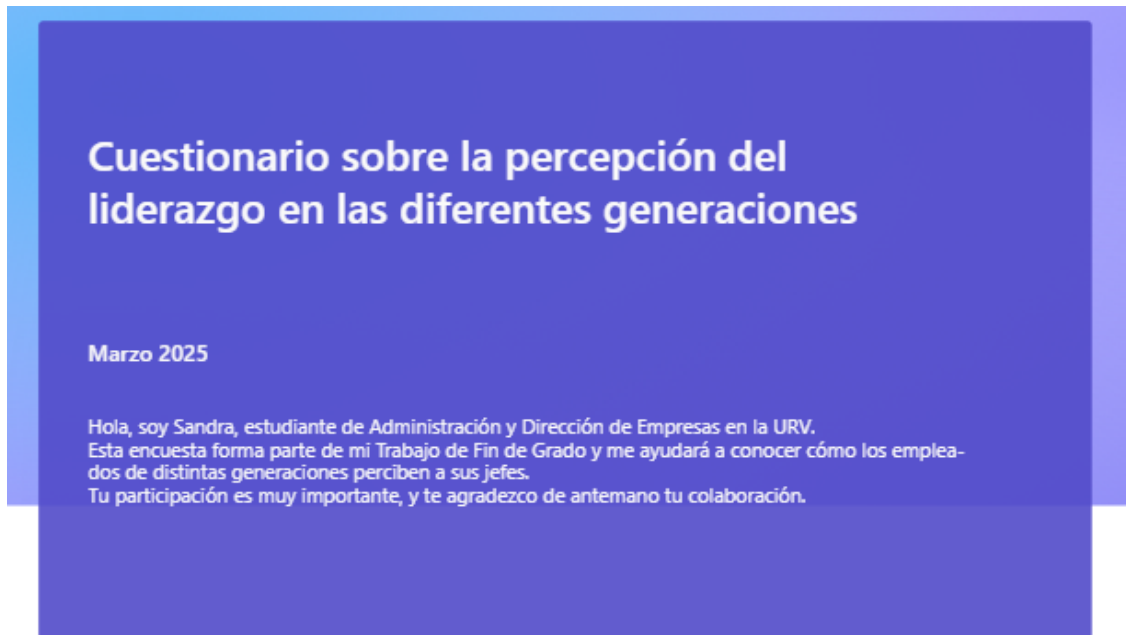 Cuestionario sobre la percepción del
liderazgo en las diferentes generaciones
Marzo 2025
Hola, soy Sandra, estudiante de Administración y Dirección de Empresas en la URV.
Esta encuesta forma parte de mi Trabajo de Fin de Grado y me ayudará a conocer cómo los emplea-
dos de distintas generaciones perciben a sus jefes.
Tu participación es muy importante, y te agradezco de antemano tu colaboración.